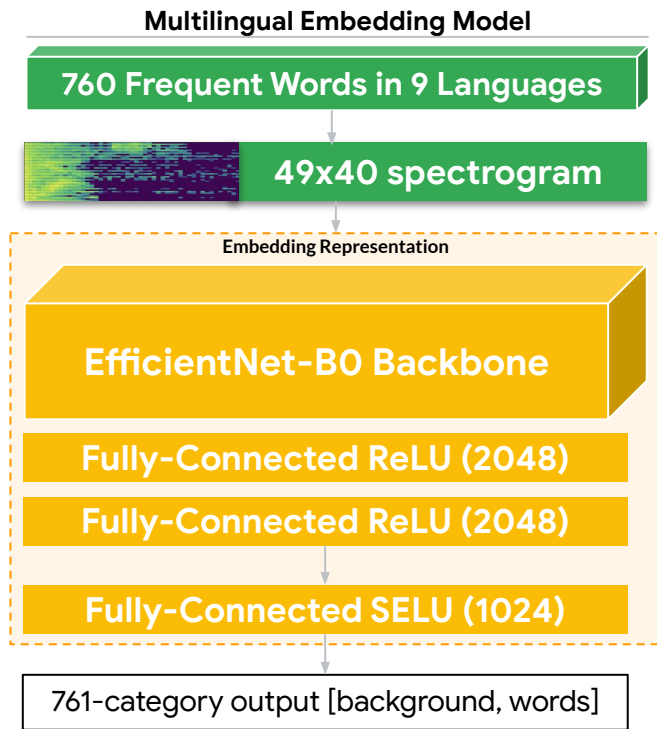 Multilingual Embedding Model
760 Frequent Words in 9 Languages
49x40 spectrogram
Embedding Representation
EfficientNet-B0 Backbone
Fully-Connected ReLU (2048)
Fully-Connected ReLU (2048)
Fully-Connected SELU (1024)
761-category output [background, words]